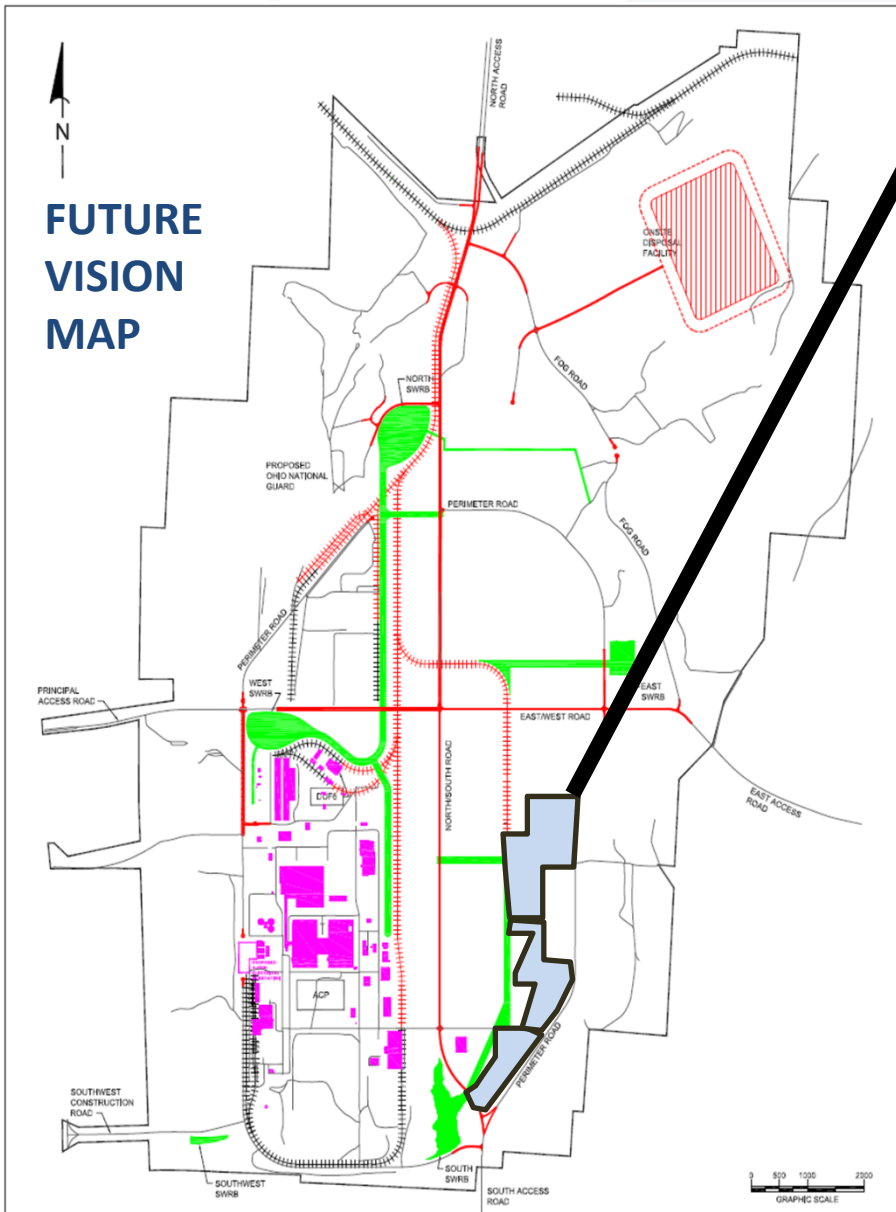 NORTH ACCESS
ROAD
N
FUTURE
VISION
MAP
ONSITE
DISPOSAL
FACILITY
FOG ROAD
NORTH
SWRB
PROPOSED
OHIO NATIONAL
GUARD
PERIMETER ROAD
FOG ROAD
PERIMETER ROAD
WEST
SWRB
PRINCIPAL
ACCESS ROAD
EAST
SWRB
EAST/WEST ROAD
NORTH/SOUTH ROAD
EAST ACCESS
ROAD
ACP
PERIMETER ROAD
SOUTHWEST
CONSTRUCTION
ROAD
SOUTHWEST
SWRB
SOUTH
SWRB
SOUTH ACCESS
ROAD
0 500 1000 2000
GRAPHIC SCALE